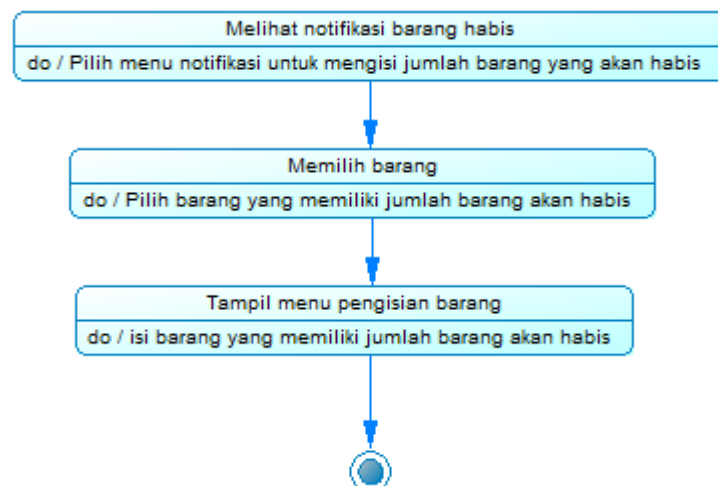 Melihat notifikasi barang habis
do / Pilih menu notifikasi untuk mengisi jumlah barang yang akan habis
Memilih barang
do / Pilih barang yang memiliki jumlah barang akan habis
Tampil menu pengisian barang
do / isi barang yang memiliki jumlah barang akan habis